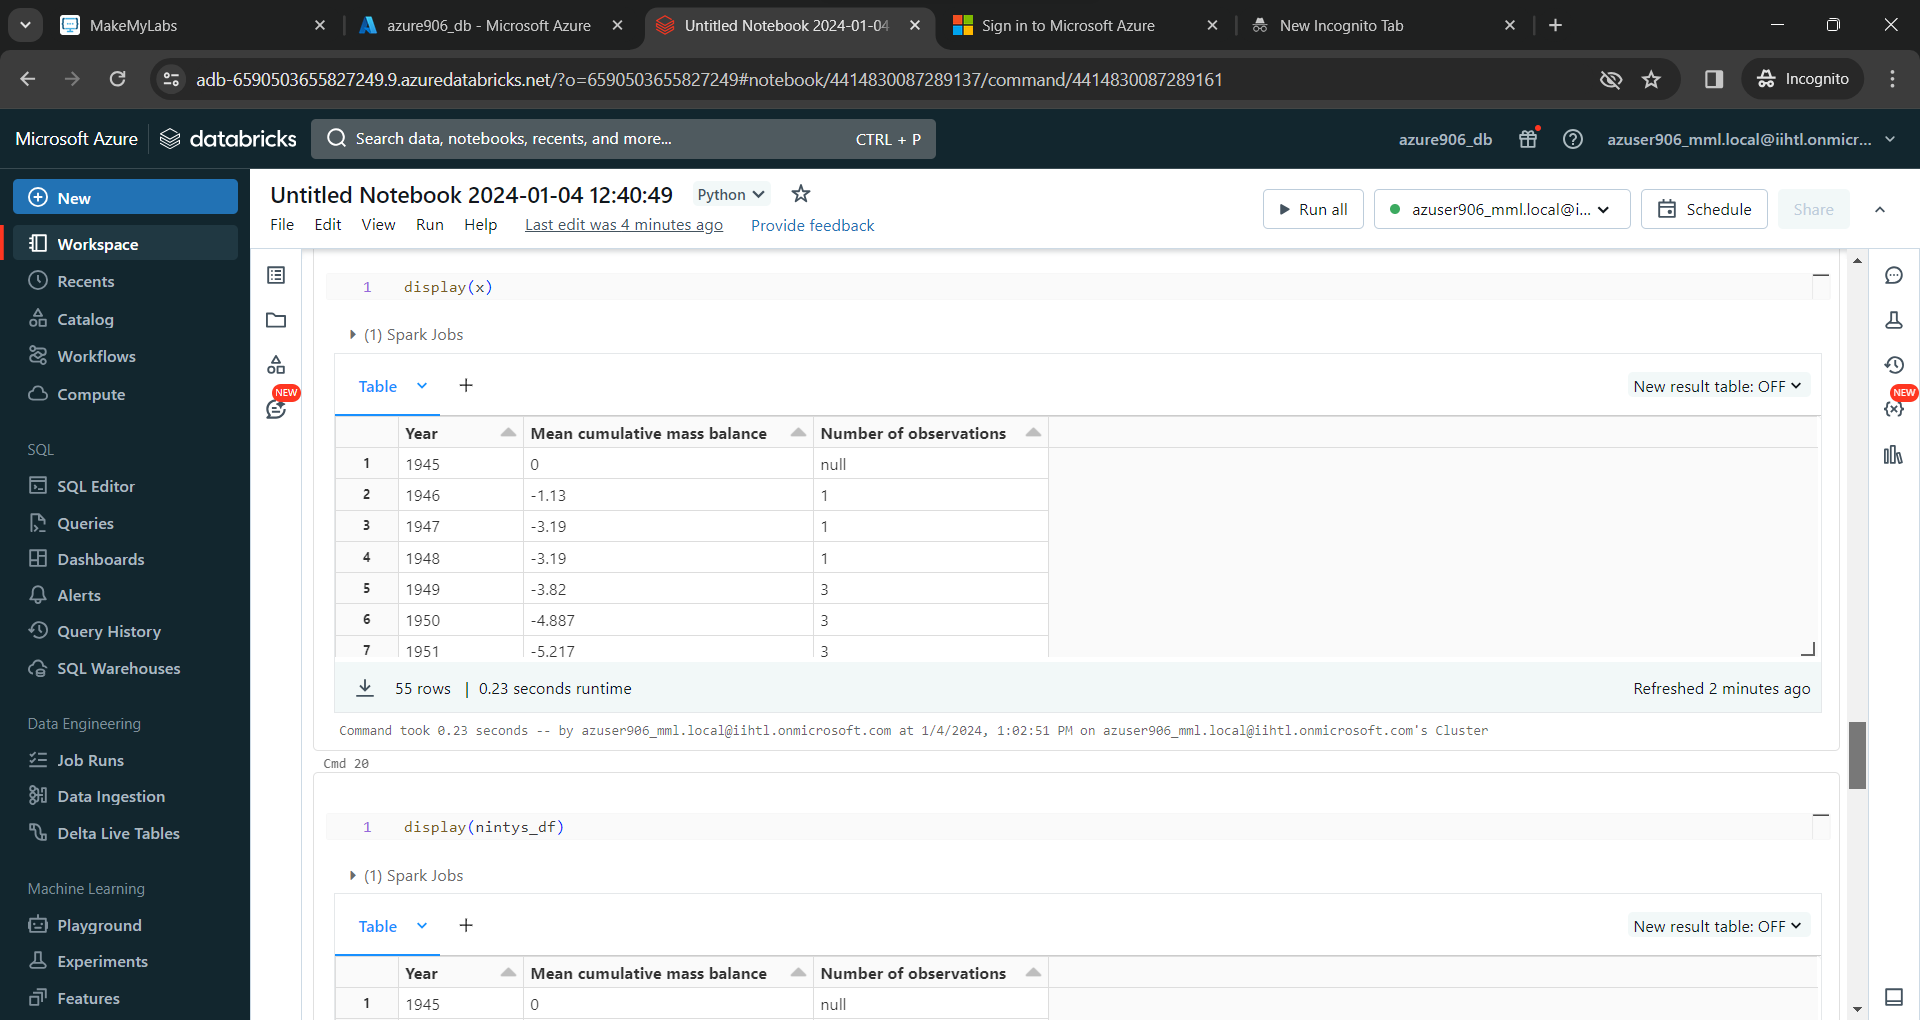 MakeMyLabs
azure906_db - Microsoft Azure
Untitled Notebook 2024-01-04
Sign in to Microsoft Azure
New Incognito Tab
adb-6590503655827249.9.azuredatabricks.net/?o=6590503655827249#notebook/4414830087289137/command/4414830087289161
Incognito
Microsoft Azure
databricks
Search data, notebooks, recents, and more...
CTRL + P
azure906_db
azuser906_mml.local@iihtl.onmicr...
New
Workspace
Recents
Catalog
Workflows
Compute
SQL
SQL Editor
Queries
Dashboards
Alerts
Query History
SQL Warehouses
Data Engineering
Job Runs
Data Ingestion
Delta Live Tables
Machine Learning
Playground
Experiments
Features
Untitled Notebook 2024-01-04 12:40:49
Python
File Edit View Run Help Last edit was 4 minutes ago Provide feedback
Run all
azuser906_mml.local@i...
Schedule
Share
NEW
NEW
1 display(x)
(1) Spark Jobs
Table +
New result table: OFF
Year Mean cumulative mass balance Number of observations
1 1945 0 null
2 1946 -1.13 1
3 1947 -3.19 1
4 1948 -3.19 1
5 1949 -3.82 3
6 1950 -4.887 3
7 1951 -5.217 3
55 rows | 0.23 seconds runtime
Refreshed 2 minutes ago
Command took 0.23 seconds -- by azuser906_mml.local@iihtl.onmicrosoft.com at 1/4/2024, 1:02:51 PM on azuser906_mml.local@iihtl.onmicrosoft.com's Cluster
Cmd 20
1 display(nintys_df)
(1) Spark Jobs
Table +
New result table: OFF
Year Mean cumulative mass balance Number of observations
1 1945 0 null